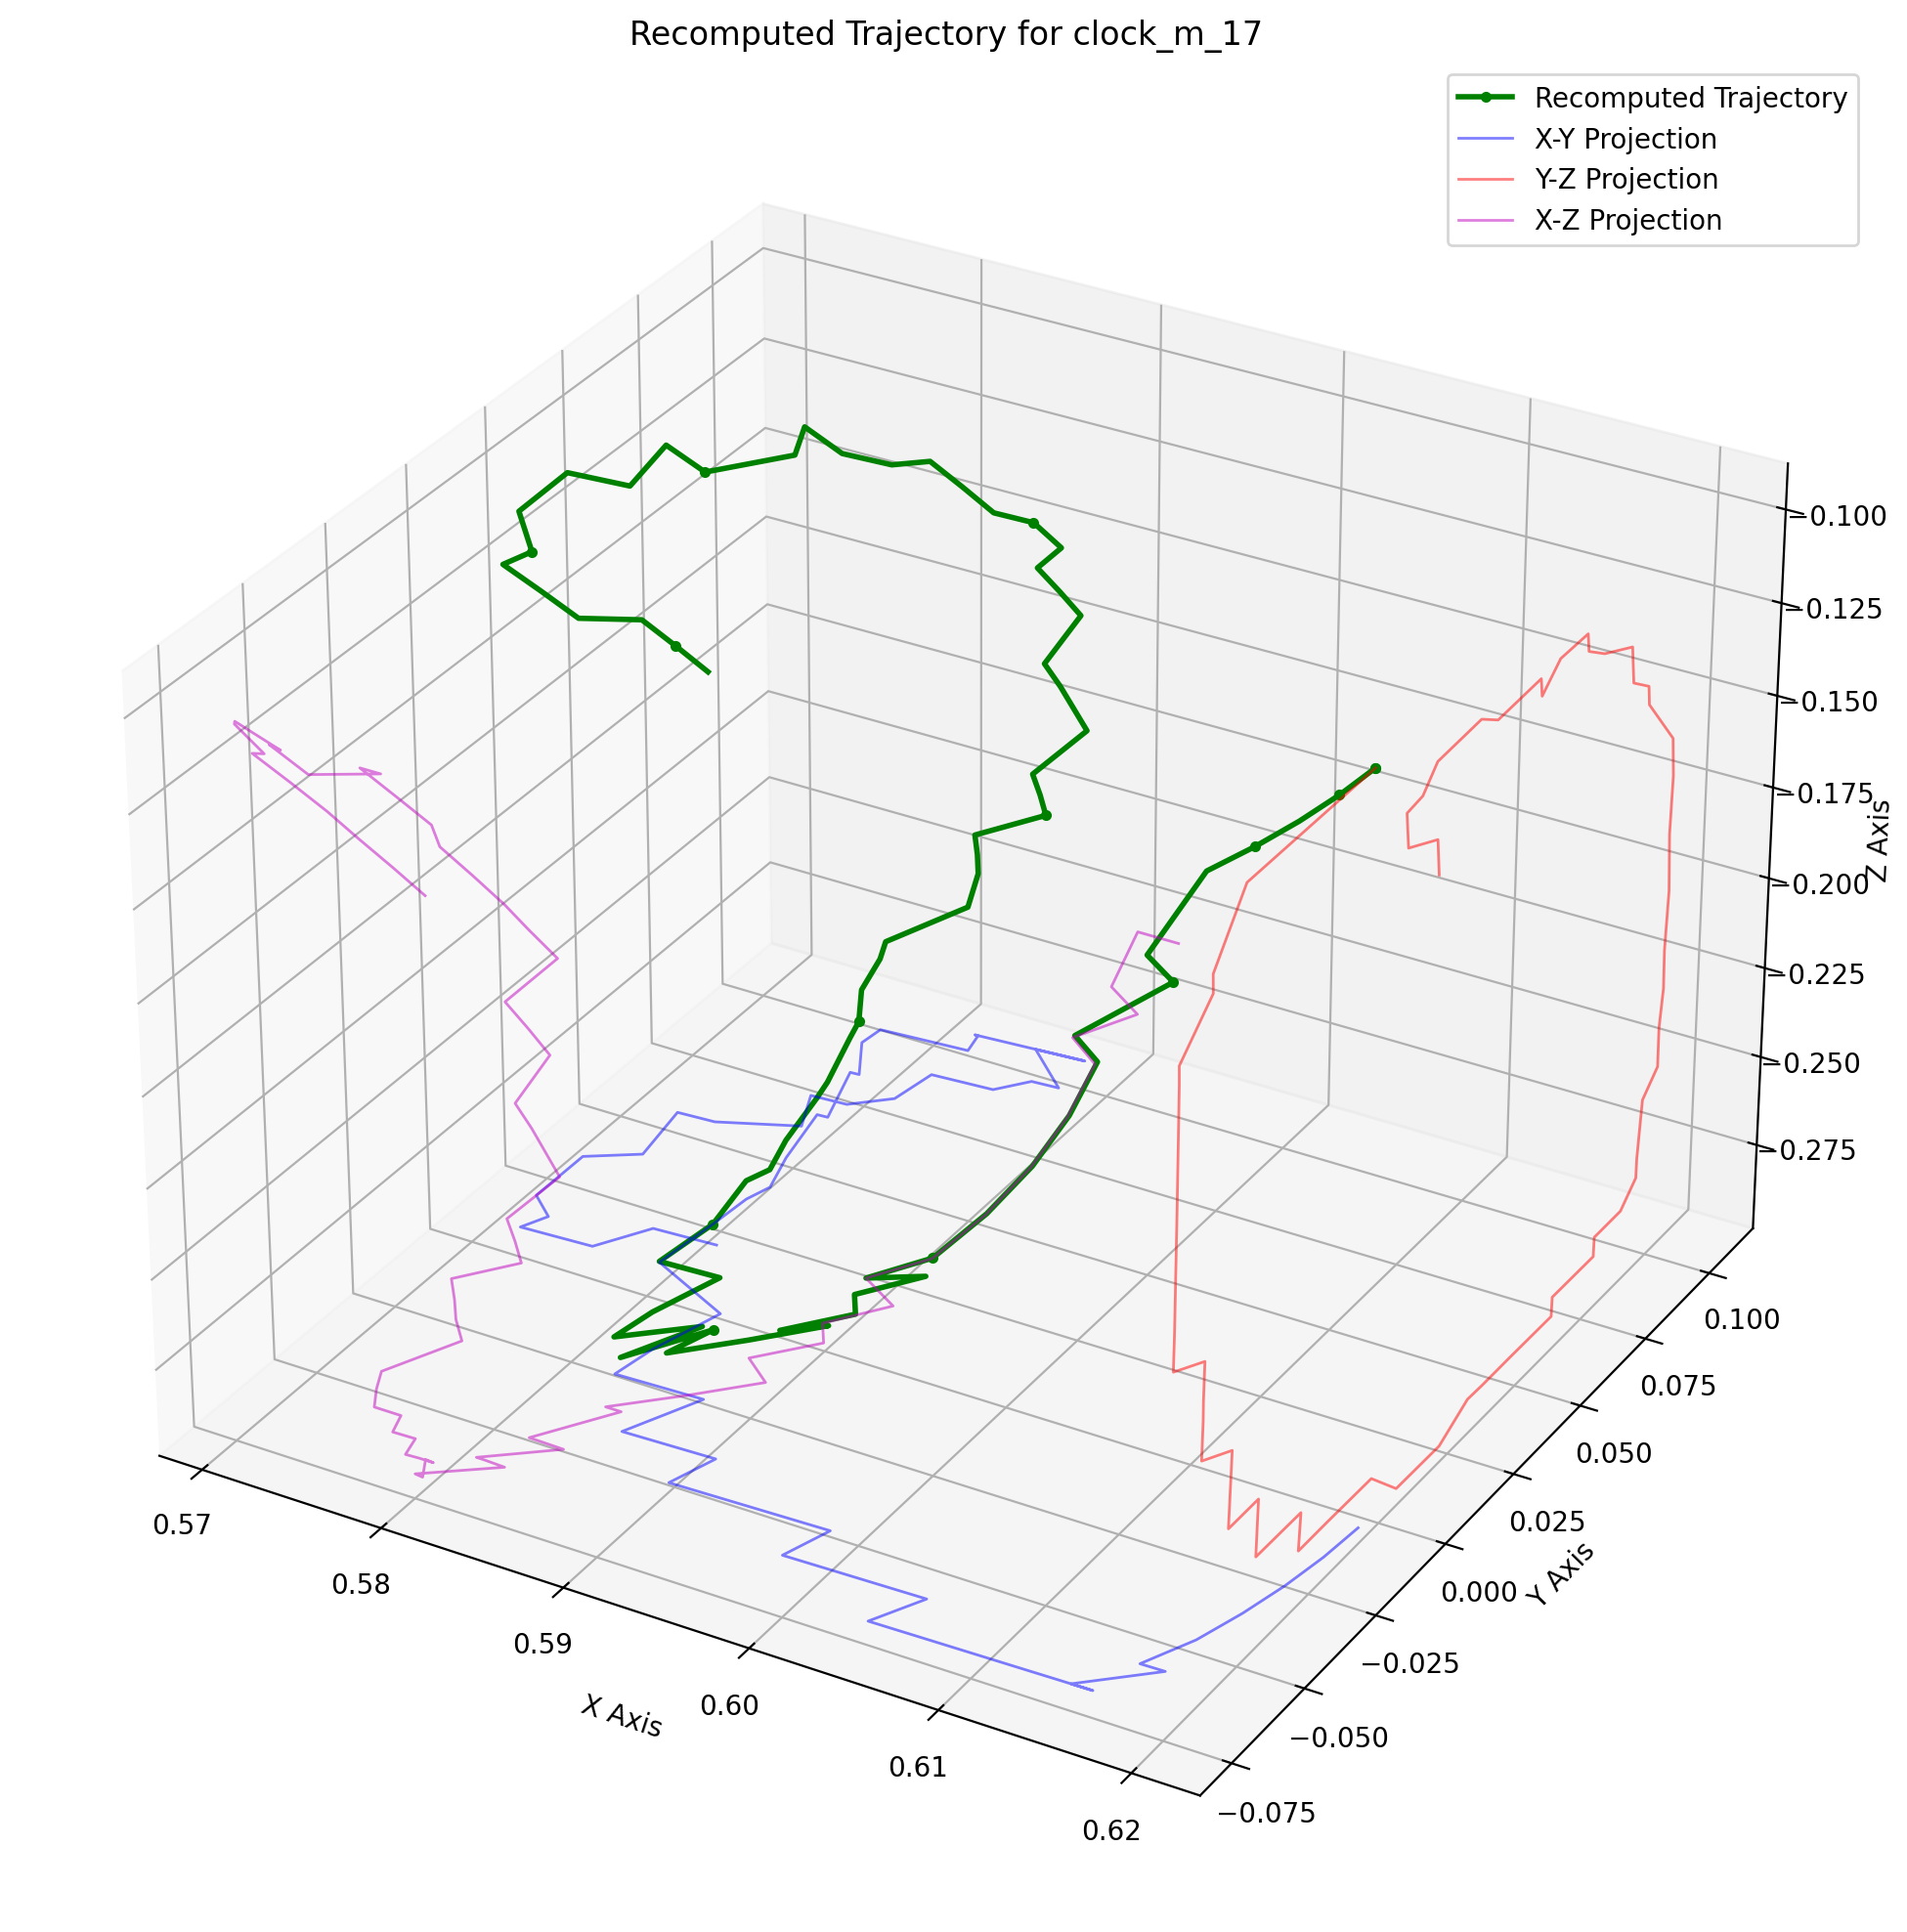 Recomputed Trajectory for clock_m_17
Recomputed Trajectory
X-Y Projection
Y-Z Projection
X-Z Projection
−0.100
−0.125
−0.150
−0.175
−0.200
−0.225
−0.250
−0.275
Z Axis
0.100
0.075
0.050
0.025
0.000
−0.025
−0.050
−0.075
Y Axis
0.57
0.58
0.59
0.60
0.61
0.62
X Axis